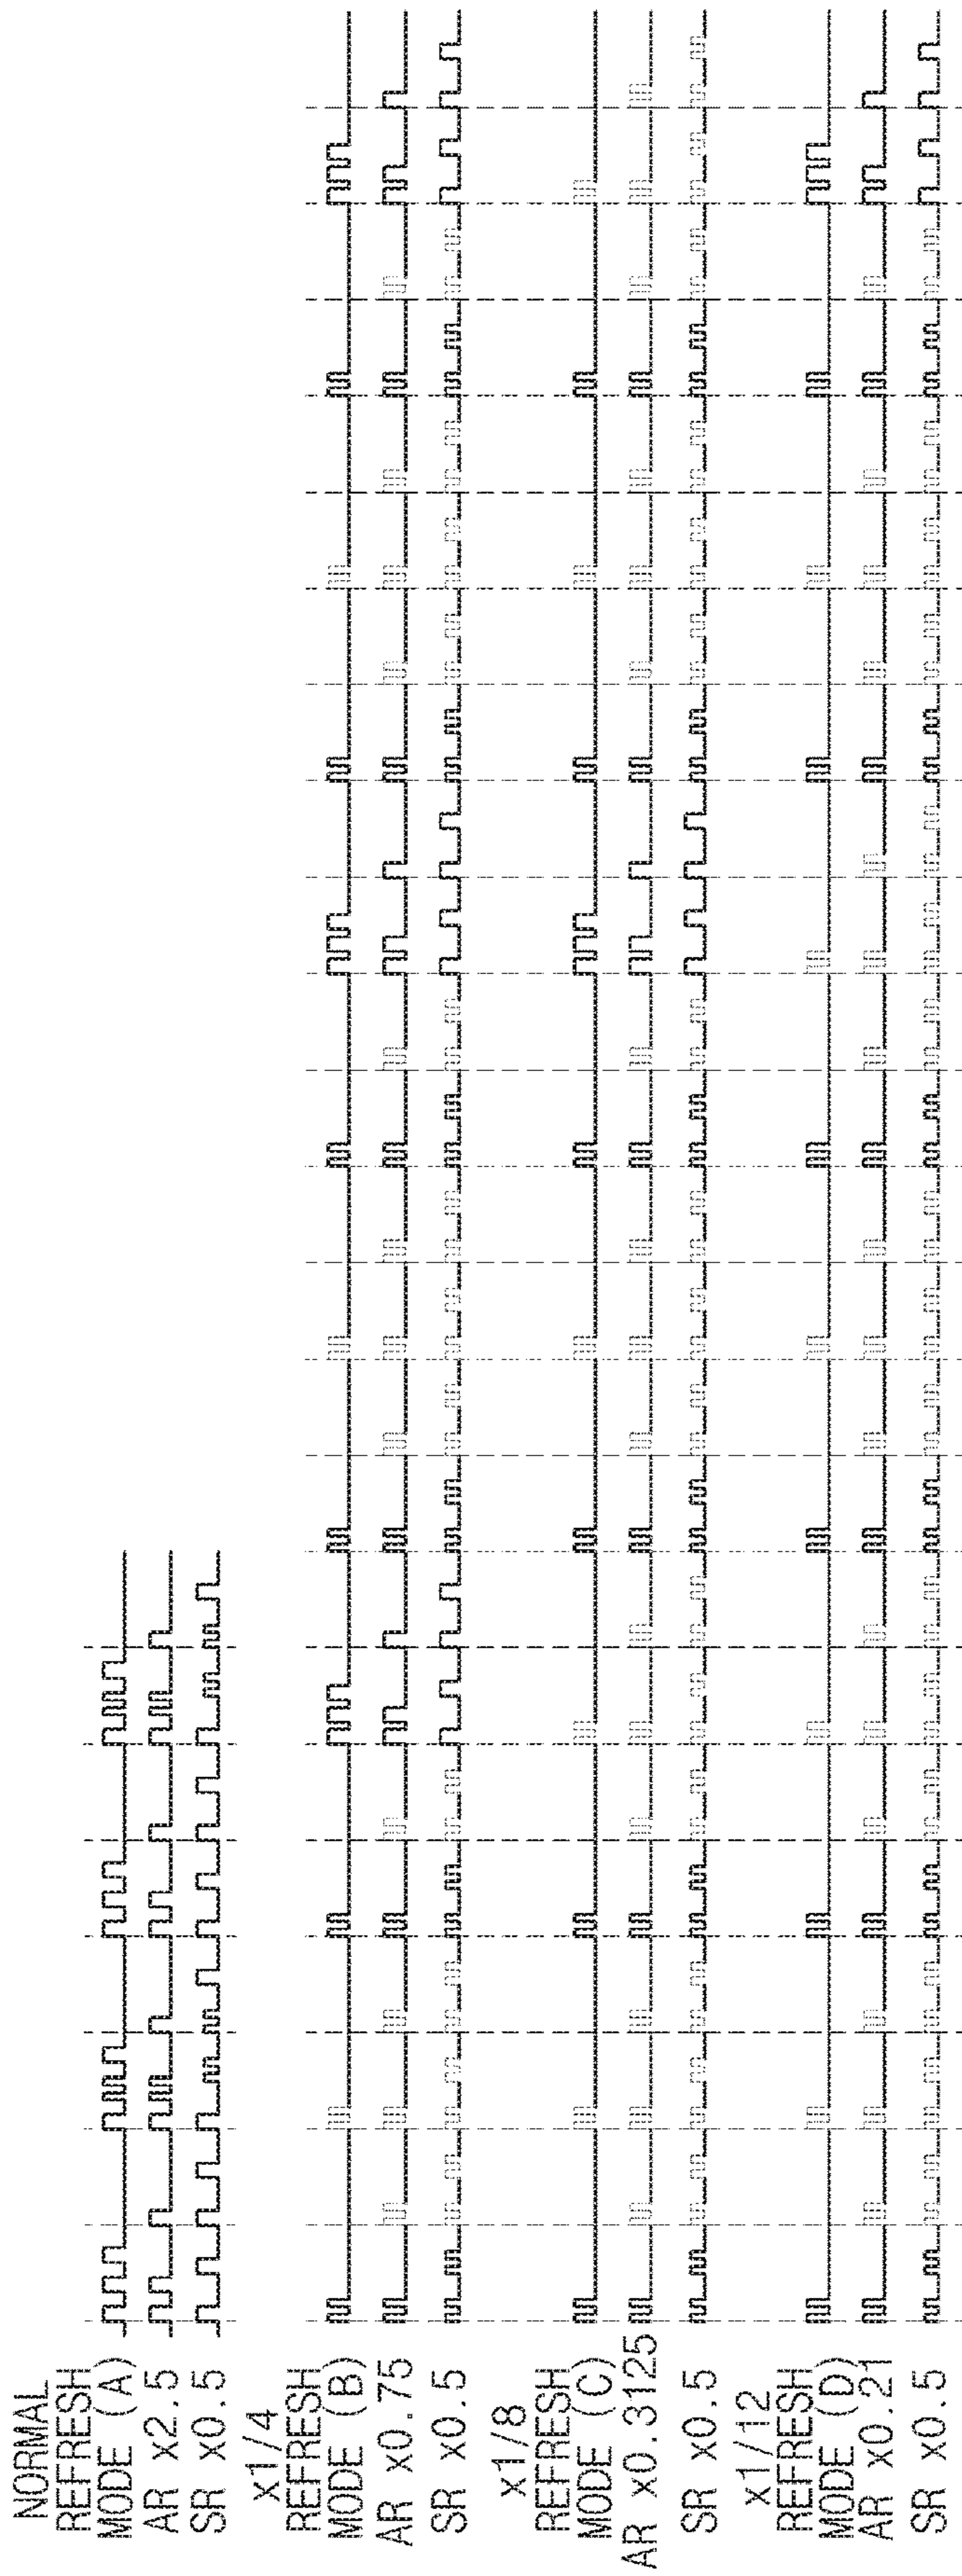 NORMAL
REFRESH
MODE (A)
AR x2.5
SR x0.5
x1/4
REFRESH
MODE (B)
AR x0.75
SR x0.5
x1/8
REFRESH
MODE (C)
AR x0.3125
SR x0.5
x1/12
REFRESH
MODE (D)
AR x0.21
SR x0.5